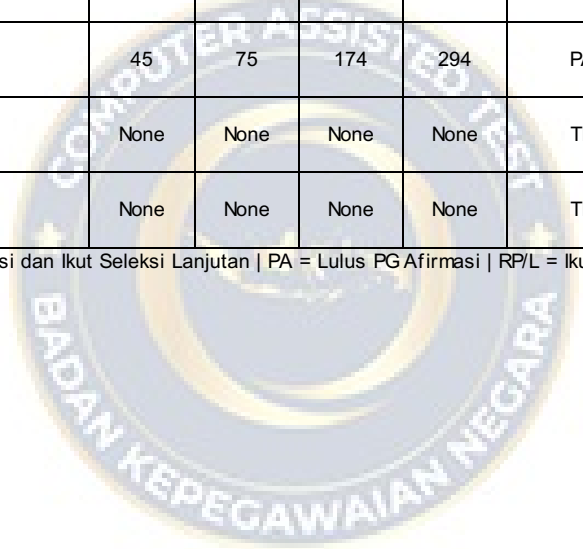 45 75 174 294
None None None None T
None None None None T
si dan Ikut Seleksi Lanjutan | PA = Lulus PG Afirmasi | RP/L = Iku
COMPUTER ASSISTED TEST
BADAN KEPEGAWAIAN NEGARA